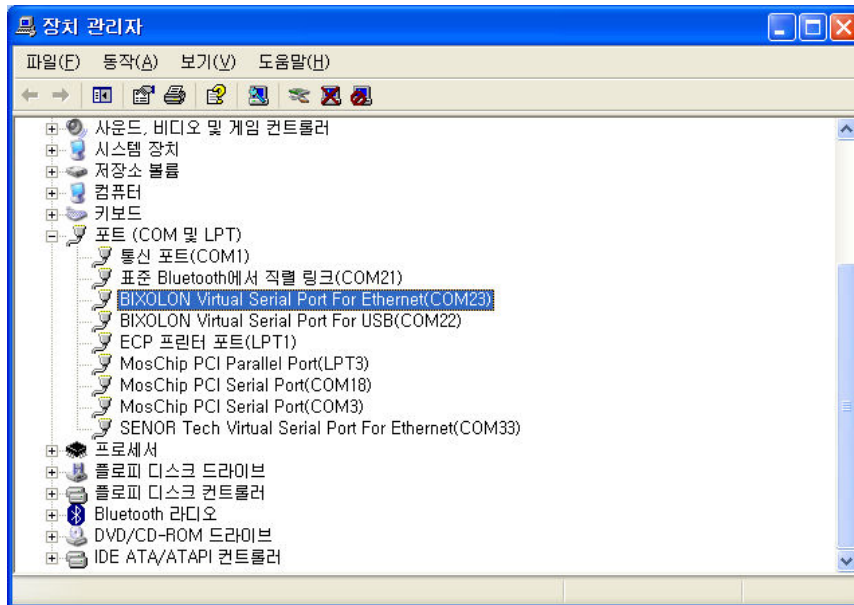 장치 관리자
파일(F) 동작(A) 보기(V) 도움말(H)
사운드, 비디오 및 게임 컨트롤러
시스템 장치
저장소 볼륨
컴퓨터
키보드
포트 (COM 및 LPT)
통신 포트(COM1)
표준 Bluetooth에서 직렬 링크(COM21)
BIXOLON Virtual Serial Port For Ethernet(COM23)
BIXOLON Virtual Serial Port For USB(COM22)
ECP 프린터 포트(LPT1)
MosChip PCI Parallel Port(LPT3)
MosChip PCI Serial Port(COM18)
MosChip PCI Serial Port(COM3)
SENOR Tech Virtual Serial Port For Ethernet(COM33)
프로세서
플로피 디스크 드라이브
플로피 디스크 컨트롤러
Bluetooth 라디오
DVD/CD-ROM 드라이브
IDE ATA/ATAPI 컨트롤러